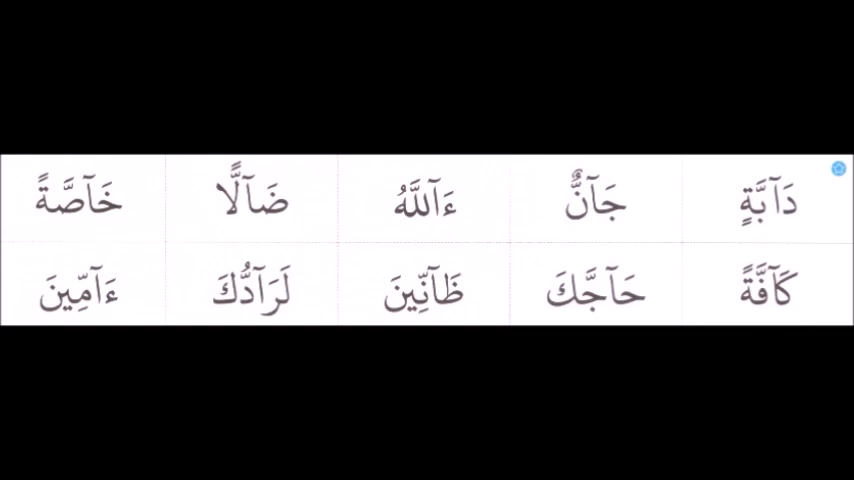 دَآبَّةٍ جَآنٌّ ءَآللَّهُ ضَآلًّا خَآصَّةً
كَآفَّةً حَآجَّكَ ظَآنِّينَ لَرَآدُّكَ ءَآمِّينَ